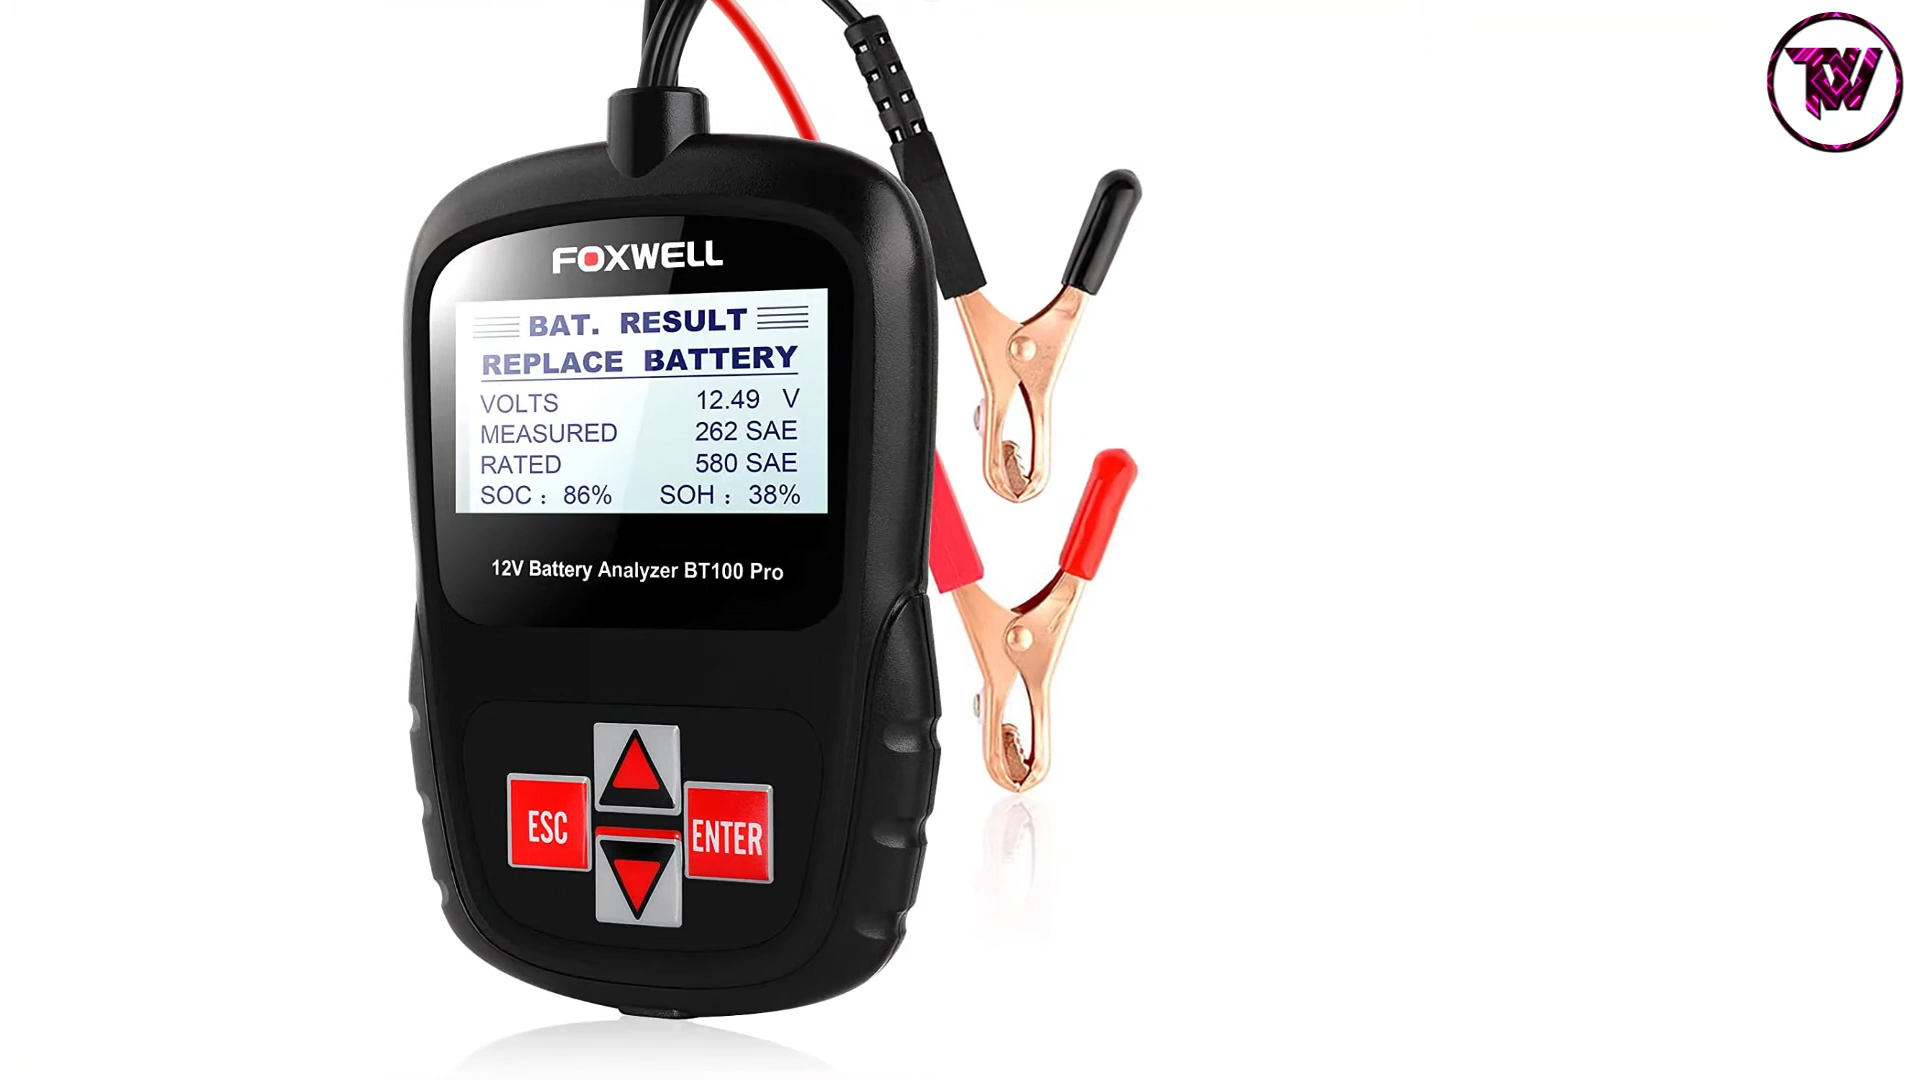 FOXWELL
BAT. RESULT
REPLACE BATTERY
VOLTS 12.49 V
MEASURED 262 SAE
RATED 580 SAE
SOC : 86% SOH : 38%
12V Battery Analyzer BT100 Pro
ESC
ENTER
TW